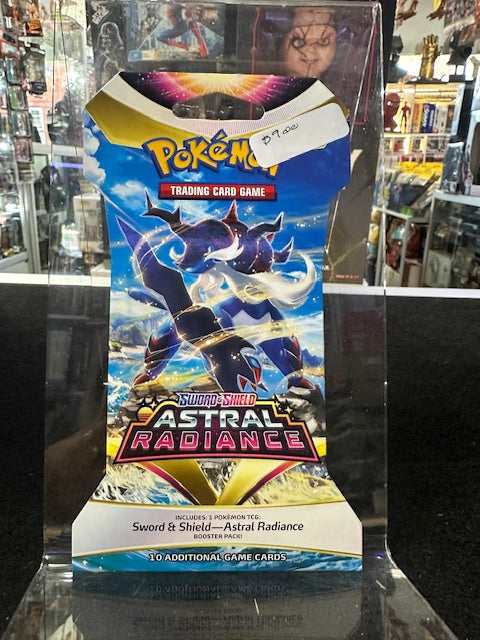 $9.00
POKÉMON
TRADING CARD GAME
SWORD & SHIELD
ASTRAL
RADIANCE
INCLUDES: 1 POKÉMON TCG:
Sword & Shield—Astral Radiance
BOOSTER PACK!
10 ADDITIONAL GAME CARDS